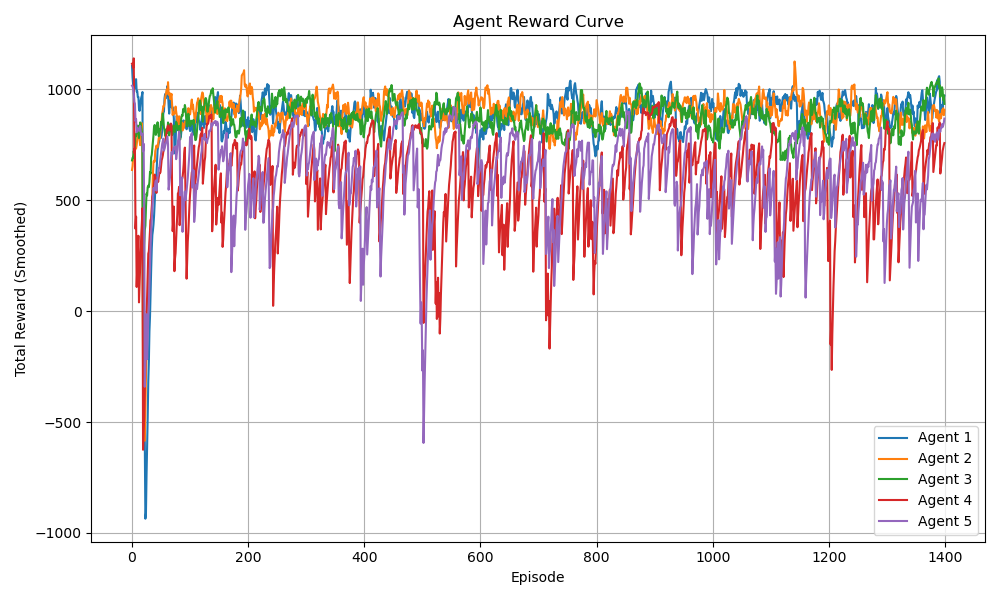 Agent Reward Curve
Total Reward (Smoothed)
1000
500
0
−500
−1000
0 200 400 600 800 1000 1200 1400
Episode
Agent 1
Agent 2
Agent 3
Agent 4
Agent 5